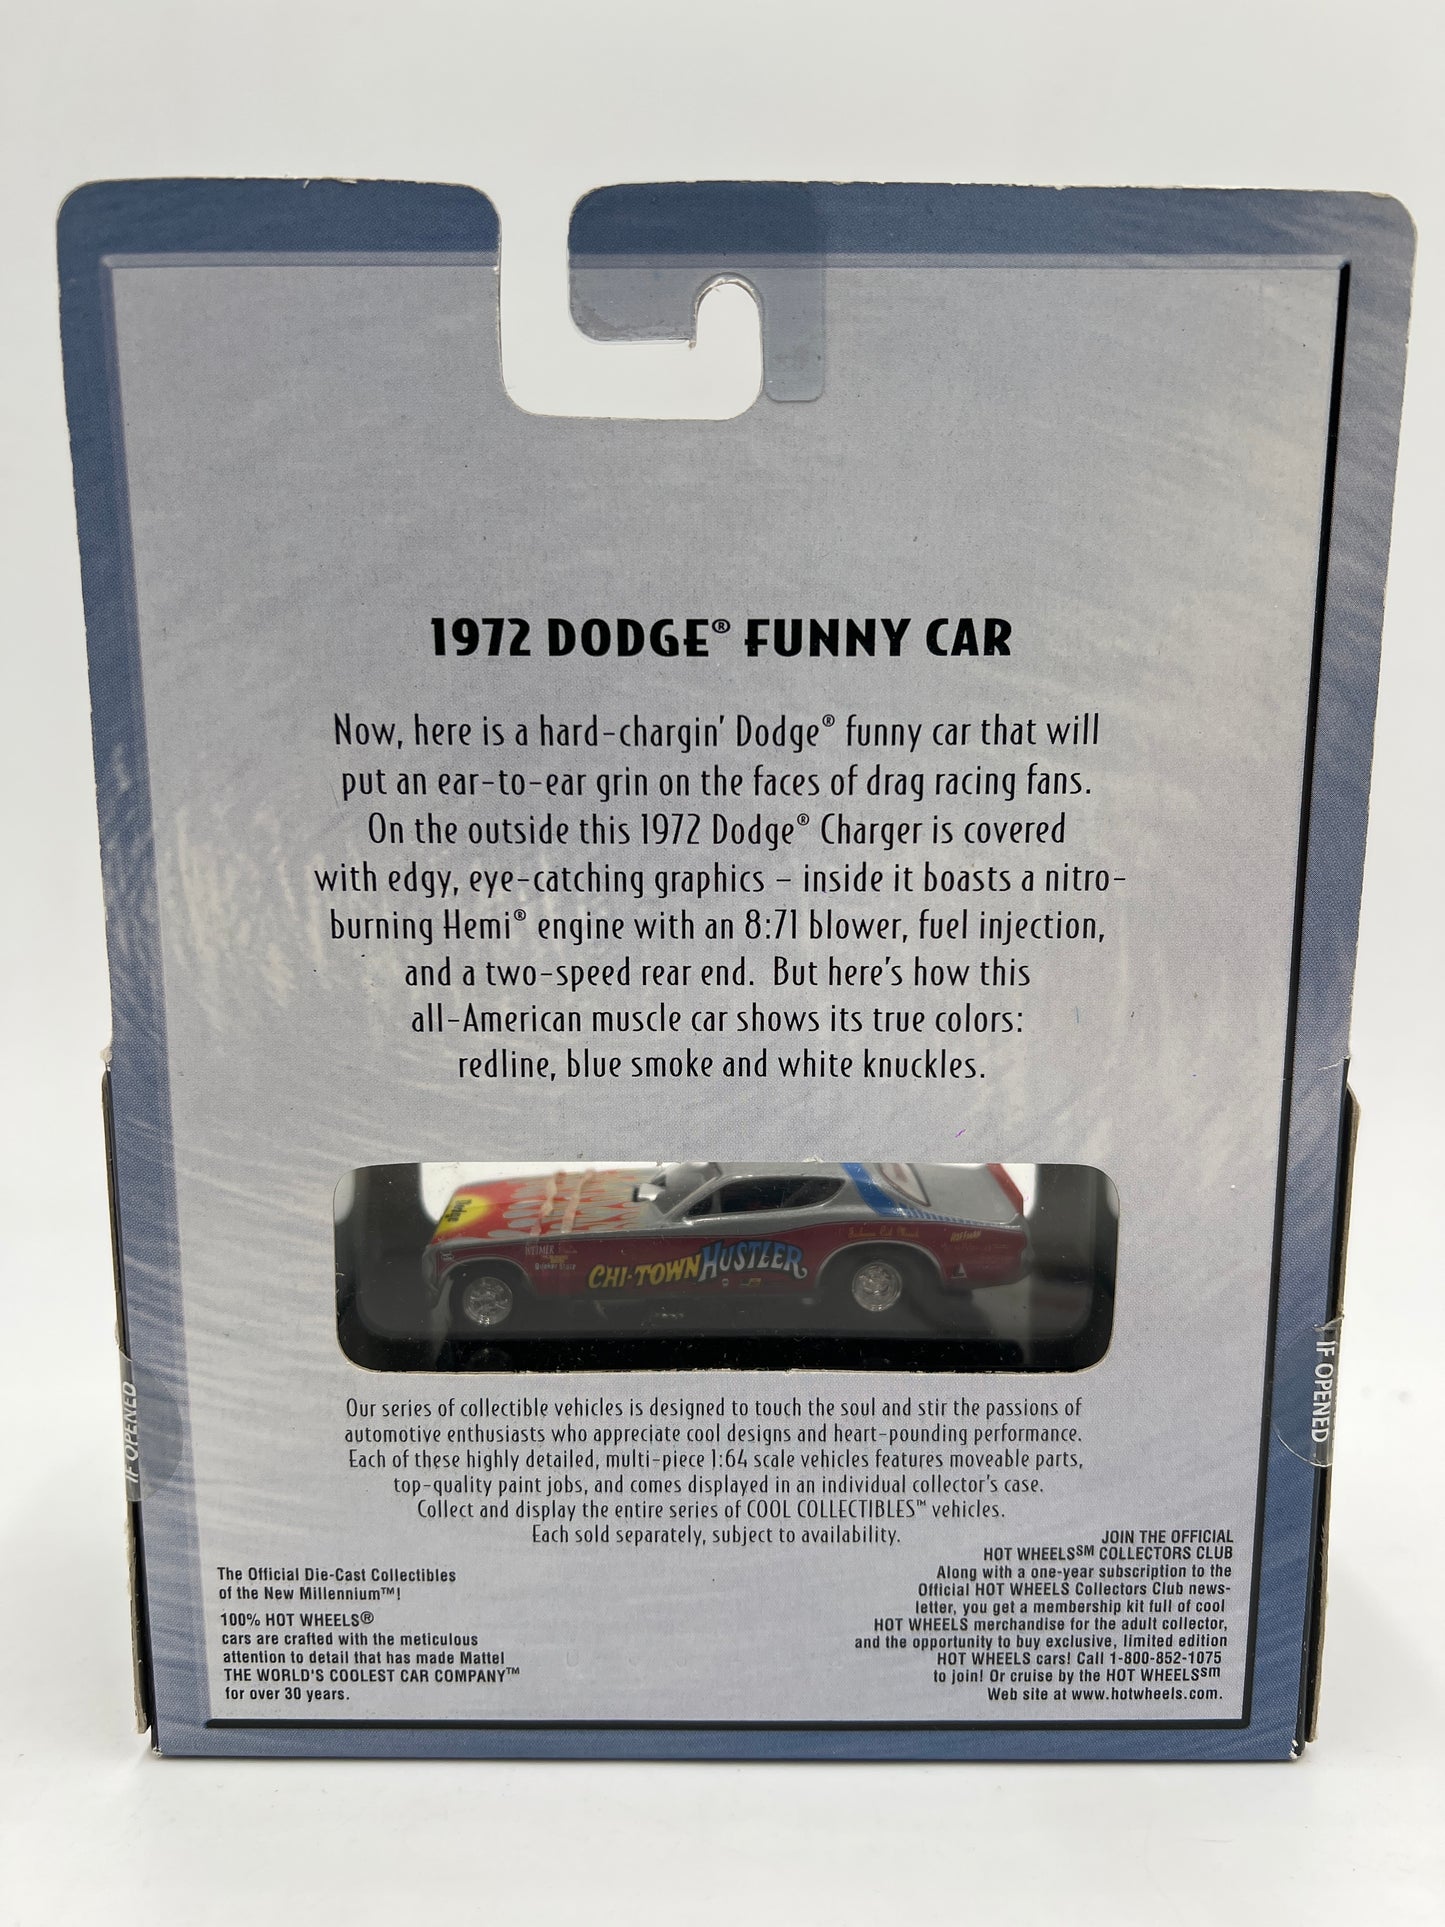 1972 DODGE® FUNNY CAR
Now, here is a hard-chargin' Dodge® funny car that will
put an ear-to-ear grin on the faces of drag racing fans.
On the outside this 1972 Dodge® Charger is covered
with edgy, eye-catching graphics – inside it boasts a nitro-
burning Hemi® engine with an 8:71 blower, fuel injection,
and a two-speed rear end. But here's how this
all-American muscle car shows its true colors:
redline, blue smoke and white knuckles.
Dodge
CHI-TOWN HUSTLER
Our series of collectible vehicles is designed to touch the soul and stir the passions of
automotive enthusiasts who appreciate cool designs and heart-pounding performance.
Each of these highly detailed, multi-piece 1:64 scale vehicles features moveable parts,
top-quality paint jobs, and comes displayed in an individual collector's case.
Collect and display the entire series of COOL COLLECTIBLES™ vehicles.
Each sold separately, subject to availability.
IF OPENED
IF OPENED
The Official Die-Cast Collectibles
of the New Millennium™!
100% HOT WHEELS®
cars are crafted with the meticulous
attention to detail that has made Mattel
THE WORLD'S COOLEST CAR COMPANY™
for over 30 years.
JOIN THE OFFICIAL
HOT WHEELS℠ COLLECTORS CLUB
Along with a one-year subscription to the
Official HOT WHEELS Collectors Club news-
letter, you get a membership kit full of cool
HOT WHEELS merchandise for the adult collector,
and the opportunity to buy exclusive, limited edition
HOT WHEELS cars! Call 1-800-852-1075
to join! Or cruise by the HOT WHEELS℠
Web site at www.hotwheels.com.